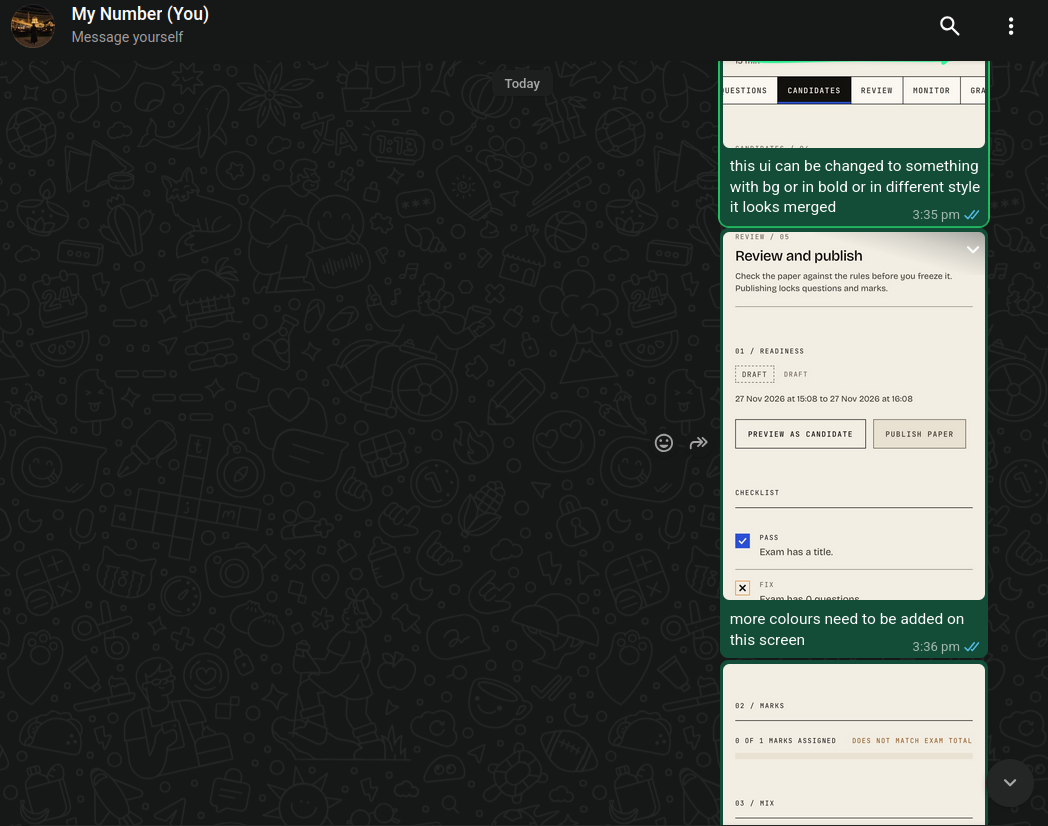 My Number (You)
Message yourself
Today
QUESTIONS CANDIDATES REVIEW MONITOR GRA
this ui can be changed to something
with bg or in bold or in different style
it looks merged
3:35 pm
REVIEW / 05
Review and publish
Check the paper against the rules before you freeze it.
Publishing locks questions and marks.
01 / READINESS
DRAFT DRAFT
27 Nov 2026 at 15:08 to 27 Nov 2026 at 16:08
PREVIEW AS CANDIDATE PUBLISH PAPER
CHECKLIST
PASS
Exam has a title.
FIX
Exam has 0 questions
more colours need to be added on
this screen
3:36 pm
02 / MARKS
0 OF 1 MARKS ASSIGNED DOES NOT MATCH EXAM TOTAL
03 / MIX